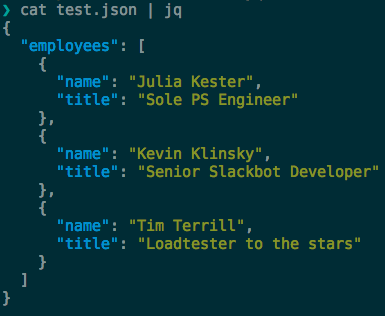 ❯ cat test.json | jq
{
  "employees": [
    {
      "name": "Julia Kester",
      "title": "Sole PS Engineer"
    },
    {
      "name": "Kevin Klinsky",
      "title": "Senior Slackbot Developer"
    },
    {
      "name": "Tim Terrill",
      "title": "Loadtester to the stars"
    }
  ]
}